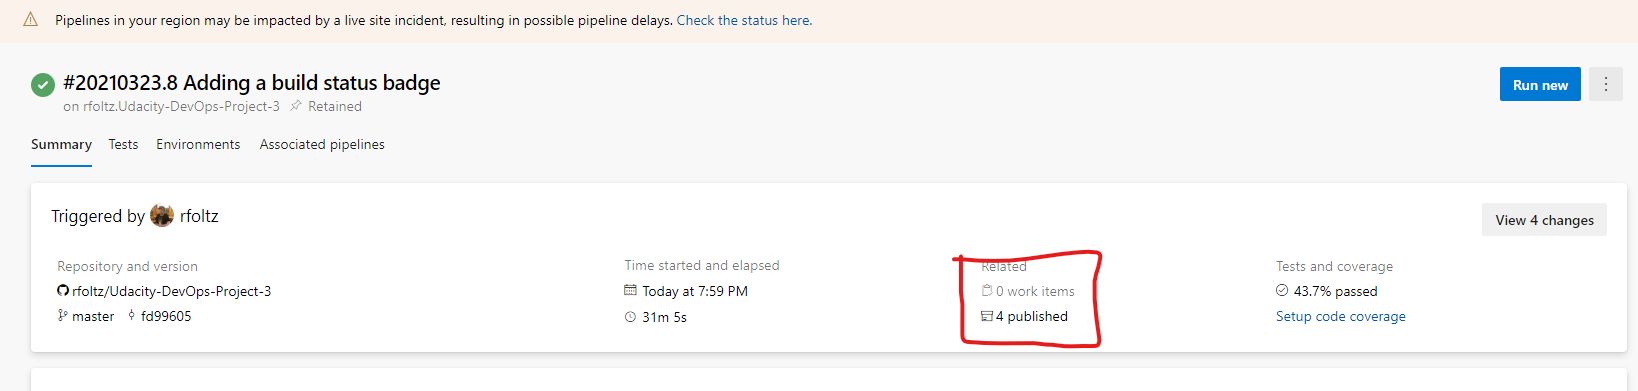 Pipelines in your region may be impacted by a live site incident, resulting in possible pipeline delays. Check the status here.
#20210323.8 Adding a build status badge
on rfoltz.Udacity-DevOps-Project-3 Retained
Run new
Summary Tests Environments Associated pipelines
Triggered by rfoltz
View 4 changes
Repository and version Time started and elapsed Related Tests and coverage
rfoltz/Udacity-DevOps-Project-3 Today at 7:59 PM 0 work items 43.7% passed
master fd99605 31m 5s 4 published Setup code coverage